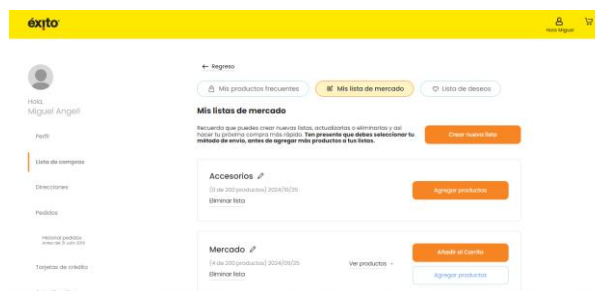 éxito
Hola Miguel
← Regreso
Mis productos frecuentes
Mis lista de mercado
Lista de deseos
Hola,
Miguel Angel!
Mis listas de mercado
Recuerda que puedes crear nuevas listas, actualizarlas o eliminarlas y así
hacer tu próxima compra más rápida. Ten presente que debes seleccionar tu
método de envío, antes de agregar más productos a tus listas.
Crear nueva lista
Perfil
Lista de compras
Direcciones
Pedidos
Historial pedidos
Tarjetas de crédito
Accesorios
(0 de 200 productos) 2024/10/25
Eliminar lista
Agregar productos
Mercado
(4 de 200 productos) 2024/09/25
Eliminar lista
Ver productos
Añadir al Carrito
Agregar productos